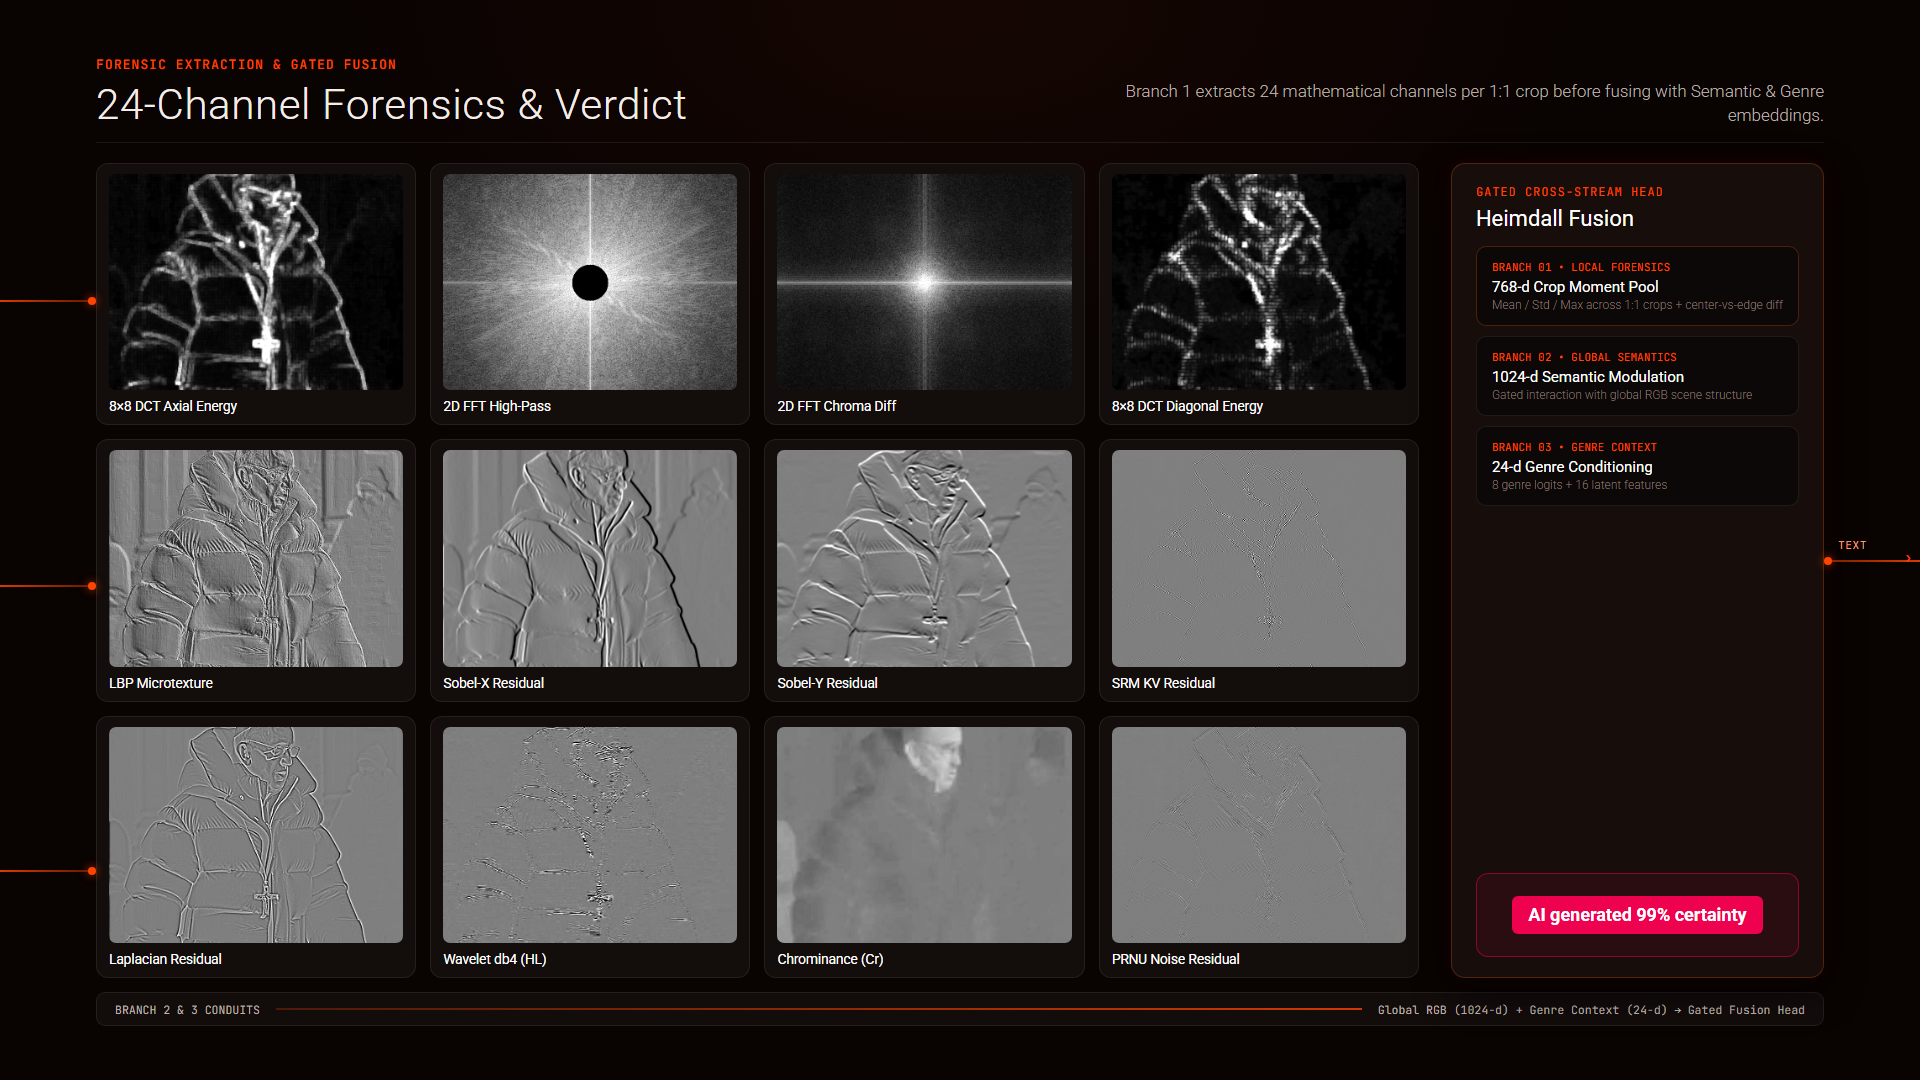 FORENSIC EXTRACTION & GATED FUSION
24-Channel Forensics & Verdict
Branch 1 extracts 24 mathematical channels per 1:1 crop before fusing with Semantic & Genre
embeddings.
8×8 DCT Axial Energy
2D FFT High-Pass
2D FFT Chroma Diff
8×8 DCT Diagonal Energy
LBP Microtexture
Sobel-X Residual
Sobel-Y Residual
SRM KV Residual
Laplacian Residual
Wavelet db4 (HL)
Chrominance (Cr)
PRNU Noise Residual
GATED CROSS-STREAM HEAD
Heimdall Fusion
BRANCH 01 • LOCAL FORENSICS
768-d Crop Moment Pool
Mean / Std / Max across 1:1 crops + center-vs-edge diff
BRANCH 02 • GLOBAL SEMANTICS
1024-d Semantic Modulation
Gated interaction with global RGB scene structure
BRANCH 03 • GENRE CONTEXT
24-d Genre Conditioning
8 genre logits + 16 latent features
AI generated 99% certainty
TEXT
BRANCH 2 & 3 CONDUITS
Global RGB (1024-d) + Genre Context (24-d) → Gated Fusion Head